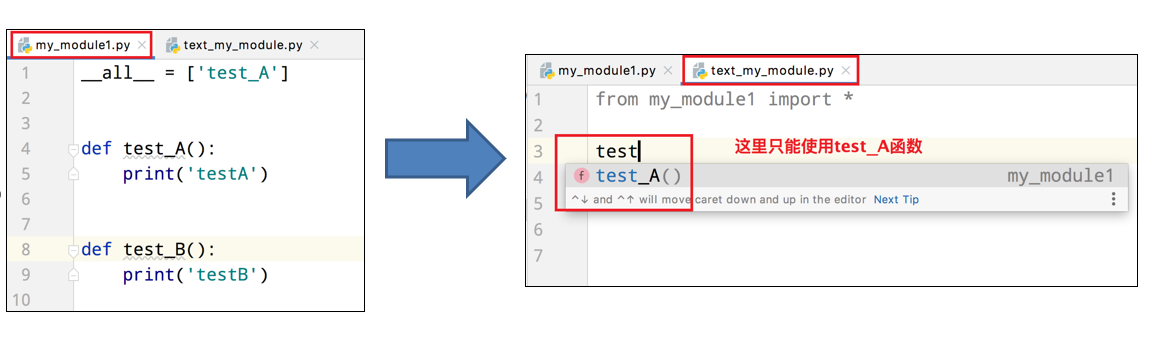 my_module1.py
text_my_module.py
1 __all__ = ['test_A']
2
3
4 def test_A():
5 print('testA')
6
7
8 def test_B():
9 print('testB')
10
my_module1.py
text_my_module.py
1 from my_module1 import *
2
3 test
这里只能使用test_A函数
4 f test_A() my_module1
5 ^↓ and ^↑ will move caret down and up in the editor Next Tip
6
7